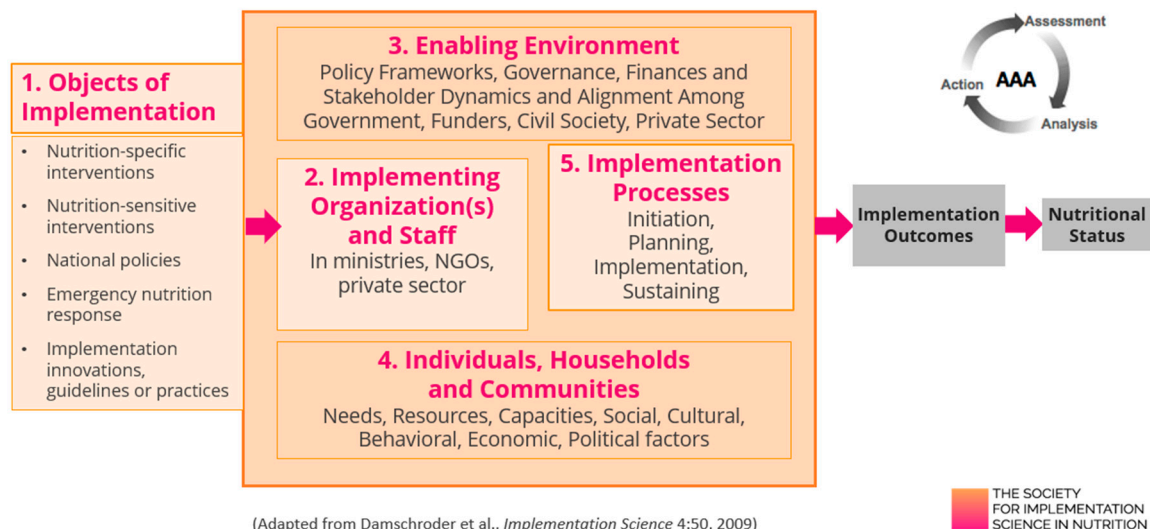 1. Objects of
Implementation
• Nutrition-specific
interventions
• Nutrition-sensitive
interventions
• National policies
• Emergency nutrition
response
• Implementation
innovations,
guidelines or practices
3. Enabling Environment
Policy Frameworks, Governance, Finances and
Stakeholder Dynamics and Alignment Among
Government, Funders, Civil Society, Private Sector
2. Implementing
Organization(s)
and Staff
In ministries, NGOs,
private sector
5. Implementation
Processes
Initiation,
Planning,
Implementation,
Sustaining
4. Individuals, Households
and Communities
Needs, Resources, Capacities, Social, Cultural,
Behavioral, Economic, Political factors
Assessment
Action
AAA
Analysis
Implementation
Outcomes
Nutritional
Status
(Adapted from Damschroder et al., Implementation Science 4:50, 2009)
THE SOCIETY
FOR IMPLEMENTATION
SCIENCE IN NUTRITION